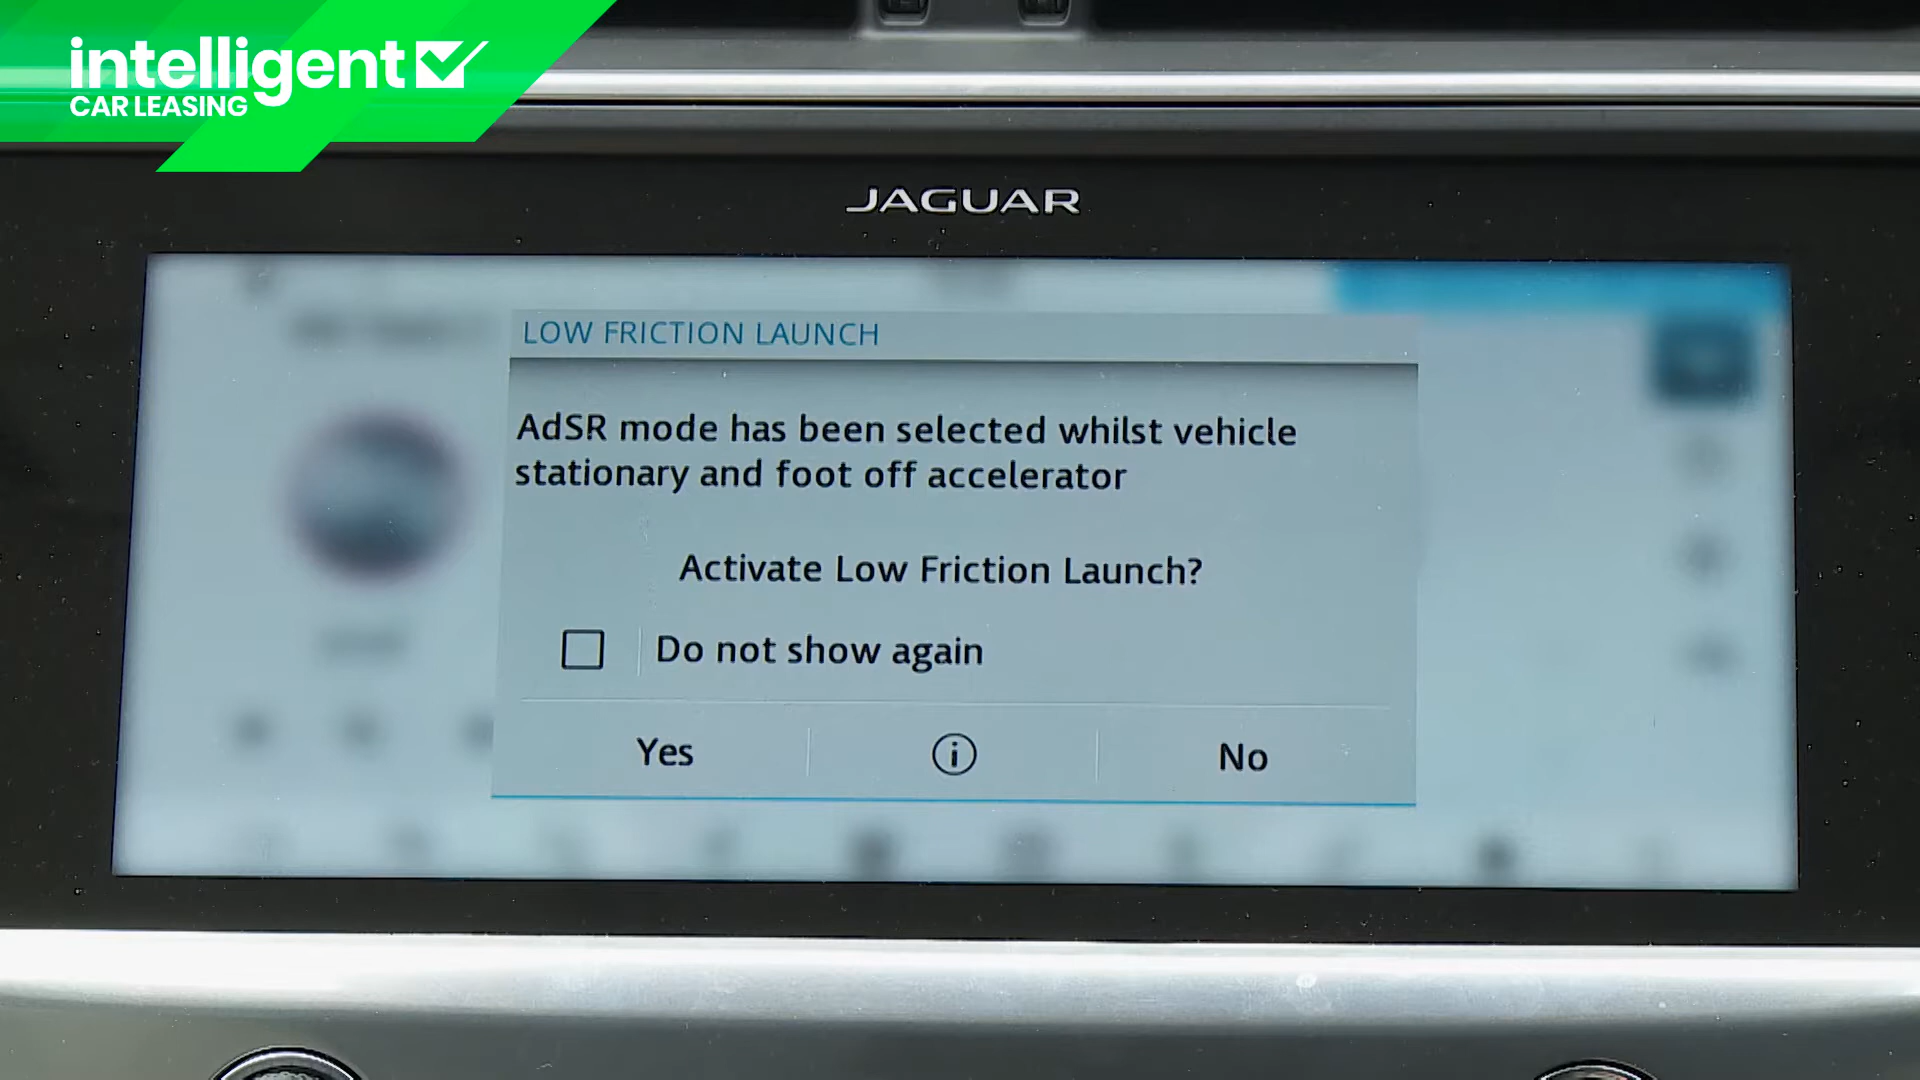 intelligent
CAR LEASING
JAGUAR
LOW FRICTION LAUNCH
AdSR mode has been selected whilst vehicle
stationary and foot off accelerator
Activate Low Friction Launch?
Do not show again
Yes
No